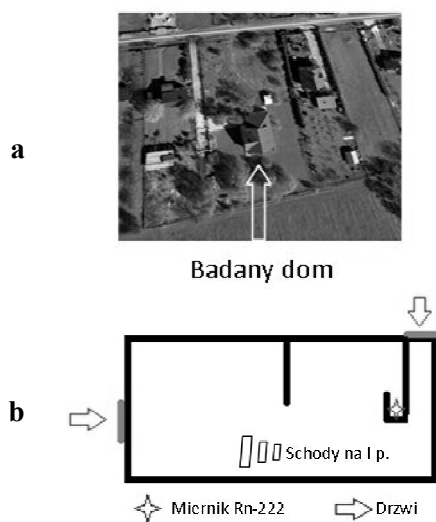 a
Badany dom
b
Schody na I p.
Miernik Rn-222
Drzwi